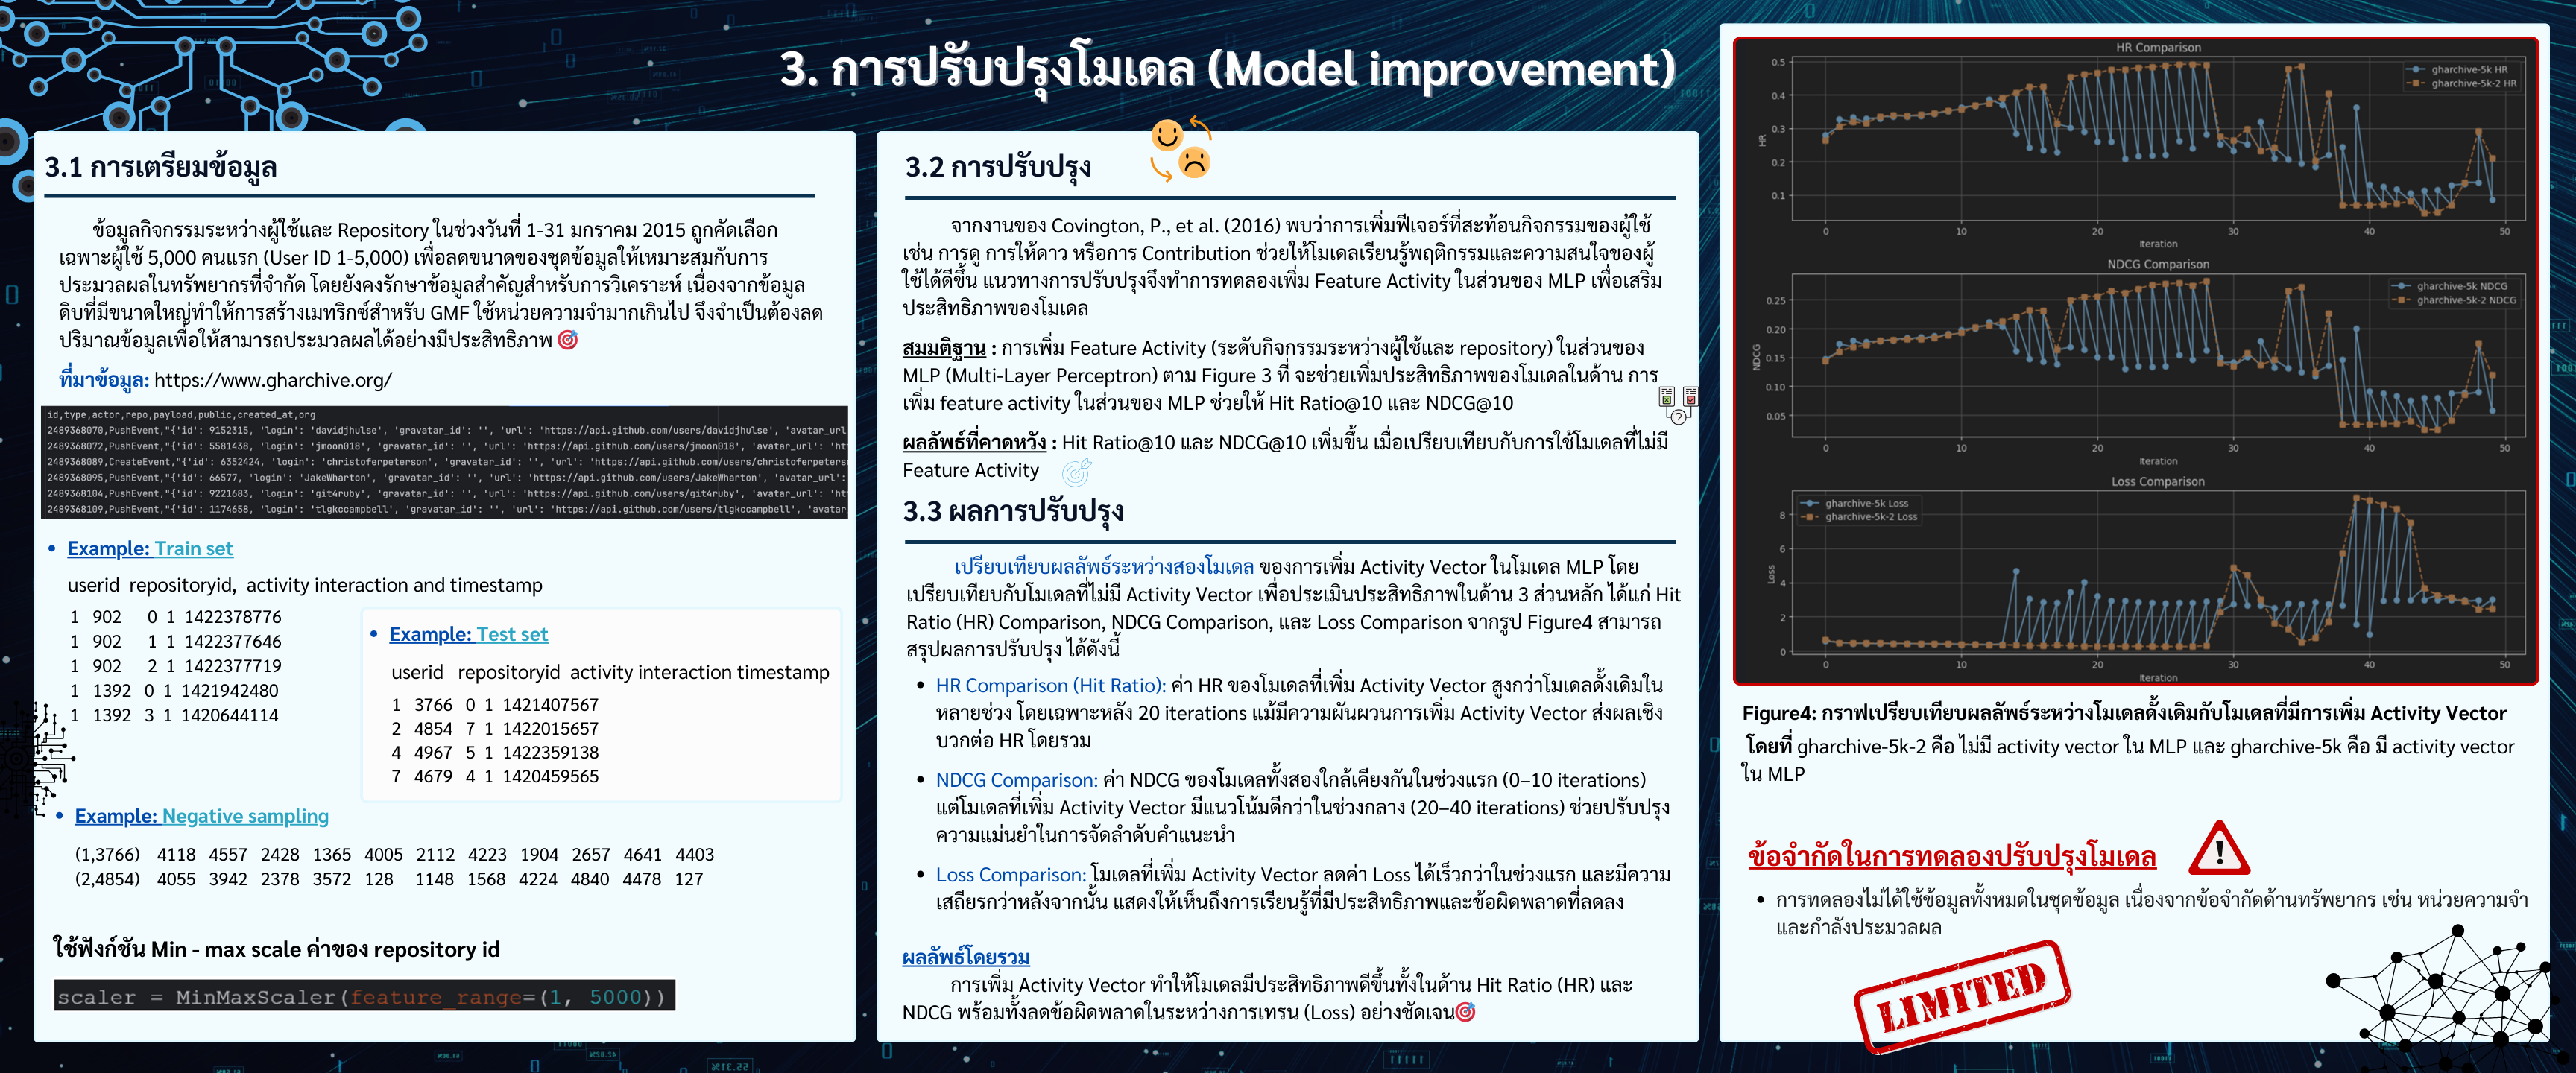 3. การปรับปรุงโมเดล (Model improvement)
3.1 การเตรียมข้อมูล
ข้อมูลกิจกรรมระหว่างผู้ใช้และ Repository ในช่วงวันที่ 1-31 มกราคม 2015 ถูกคัดเลือก
เฉพาะผู้ใช้ 5,000 คนแรก (User ID 1-5,000) เพื่อลดขนาดของชุดข้อมูลให้เหมาะสมกับการ
ประมวลผลในทรัพยากรที่จำกัด โดยยังคงรักษาข้อมูลสำคัญสำหรับการวิเคราะห์ เนื่องจากข้อมูล
ดิบที่มีขนาดใหญ่ทำให้การสร้างเมทริกซ์สำหรับ GMF ใช้หน่วยความจำมากเกินไป จึงจำเป็นต้องลด
ปริมาณข้อมูลเพื่อให้สามารถประมวลผลได้อย่างมีประสิทธิภาพ
ที่มาข้อมูล: https://www.gharchive.org/
id,type,actor,repo,payload,public,created_at,org
2489368070,PushEvent,"{'id': 9152315, 'login': 'davidjhulse', 'gravatar_id': '', 'url': 'https://api.github.com/users/davidjhulse', 'avatar_url
2489368072,PushEvent,"{'id': 5581438, 'login': 'jmoon018', 'gravatar_id': '', 'url': 'https://api.github.com/users/jmoon018', 'avatar_url': 'ht
2489368089,CreateEvent,"{'id': 6352424, 'login': 'christoferpeterson', 'gravatar_id': '', 'url': 'https://api.github.com/users/christoferpeterso
2489368095,PushEvent,"{'id': 66577, 'login': 'JakeWharton', 'gravatar_id': '', 'url': 'https://api.github.com/users/JakeWharton', 'avatar_url':
2489368104,PushEvent,"{'id': 9221683, 'login': 'git4ruby', 'gravatar_id': '', 'url': 'https://api.github.com/users/git4ruby', 'avatar_url': 'ht
2489368109,PushEvent,"{'id': 1174658, 'login': 'tlgkccampbell', 'gravatar_id': '', 'url': 'https://api.github.com/users/tlgkccampbell', 'avatar_
• Example: Train set
userid repositoryid, activity interaction and timestamp
1 902 0 1 1422378776
1 902 1 1 1422377646
1 902 2 1 1422377719
1 1392 0 1 1421942480
1 1392 3 1 1420644114
• Example: Test set
userid repositoryid activity interaction timestamp
1 3766 0 1 1421407567
2 4854 7 1 1422015657
4 4967 5 1 1422359138
7 4679 4 1 1420459565
• Example: Negative sampling
(1,3766) 4118 4557 2428 1365 4005 2112 4223 1904 2657 4641 4403
(2,4854) 4055 3942 2378 3572 128 1148 1568 4224 4840 4478 127
ใช้ฟังก์ชัน Min - max scale ค่าของ repository id
scaler = MinMaxScaler(feature_range=(1, 5000))
3.2 การปรับปรุง
จากงานของ Covington, P., et al. (2016) พบว่าการเพิ่มฟีเจอร์ที่สะท้อนกิจกรรมของผู้ใช้
เช่น การดู การให้ดาว หรือการ Contribution ช่วยให้โมเดลเรียนรู้พฤติกรรมและความสนใจของผู้
ใช้ได้ดีขึ้น แนวทางการปรับปรุงจึงทำการทดลองเพิ่ม Feature Activity ในส่วนของ MLP เพื่อเสริม
ประสิทธิภาพของโมเดล
สมมติฐาน : การเพิ่ม Feature Activity (ระดับกิจกรรมระหว่างผู้ใช้และ repository) ในส่วนของ
MLP (Multi-Layer Perceptron) ตาม Figure 3 ที่ จะช่วยเพิ่มประสิทธิภาพของโมเดลในด้าน การ
เพิ่ม feature activity ในส่วนของ MLP ช่วยให้ Hit Ratio@10 และ NDCG@10
ผลลัพธ์ที่คาดหวัง : Hit Ratio@10 และ NDCG@10 เพิ่มขึ้น เมื่อเปรียบเทียบกับการใช้โมเดลที่ไม่มี
Feature Activity
3.3 ผลการปรับปรุง
เปรียบเทียบผลลัพธ์ระหว่างสองโมเดล ของการเพิ่ม Activity Vector ในโมเดล MLP โดย
เปรียบเทียบกับโมเดลที่ไม่มี Activity Vector เพื่อประเมินประสิทธิภาพในด้าน 3 ส่วนหลัก ได้แก่ Hit
Ratio (HR) Comparison, NDCG Comparison, และ Loss Comparison จากรูป Figure4 สามารถ
สรุปผลการปรับปรุง ได้ดังนี้
• HR Comparison (Hit Ratio): ค่า HR ของโมเดลที่เพิ่ม Activity Vector สูงกว่าโมเดลดั้งเดิมใน
หลายช่วง โดยเฉพาะหลัง 20 iterations แม้มีความผันผวนการเพิ่ม Activity Vector ส่งผลเชิง
บวกต่อ HR โดยรวม
• NDCG Comparison: ค่า NDCG ของโมเดลทั้งสองใกล้เคียงกันในช่วงแรก (0–10 iterations)
แต่โมเดลที่เพิ่ม Activity Vector มีแนวโน้มดีกว่าในช่วงกลาง (20–40 iterations) ช่วยปรับปรุง
ความแม่นยำในการจัดลำดับคำแนะนำ
• Loss Comparison: โมเดลที่เพิ่ม Activity Vector ลดค่า Loss ได้เร็วกว่าในช่วงแรก และมีความ
เสถียรกว่าหลังจากนั้น แสดงให้เห็นถึงการเรียนรู้ที่มีประสิทธิภาพและข้อผิดพลาดที่ลดลง
ผลลัพธ์โดยรวม
การเพิ่ม Activity Vector ทำให้โมเดลมีประสิทธิภาพดีขึ้นทั้งในด้าน Hit Ratio (HR) และ
NDCG พร้อมทั้งลดข้อผิดพลาดในระหว่างการเทรน (Loss) อย่างชัดเจน
HR Comparison
gharchive-5k HR
gharchive-5k-2 HR
HR
0.5
0.4
0.3
0.2
0.1
0 10 20 30 40 50
Iteration
NDCG Comparison
gharchive-5k NDCG
gharchive-5k-2 NDCG
NDCG
0.25
0.20
0.15
0.10
0.05
0 10 20 30 40 50
Iteration
Loss Comparison
gharchive-5k Loss
gharchive-5k-2 Loss
Loss
8
6
4
2
0
0 10 20 30 40 50
Iteration
Figure4: กราฟเปรียบเทียบผลลัพธ์ระหว่างโมเดลดั้งเดิมกับโมเดลที่มีการเพิ่ม Activity Vector
โดยที่ gharchive-5k-2 คือ ไม่มี activity vector ใน MLP และ gharchive-5k คือ มี activity vector
ใน MLP
ข้อจำกัดในการทดลองปรับปรุงโมเดล
• การทดลองไม่ได้ใช้ข้อมูลทั้งหมดในชุดข้อมูล เนื่องจากข้อจำกัดด้านทรัพยากร เช่น หน่วยความจำ
และกำลังประมวลผล
LIMITED